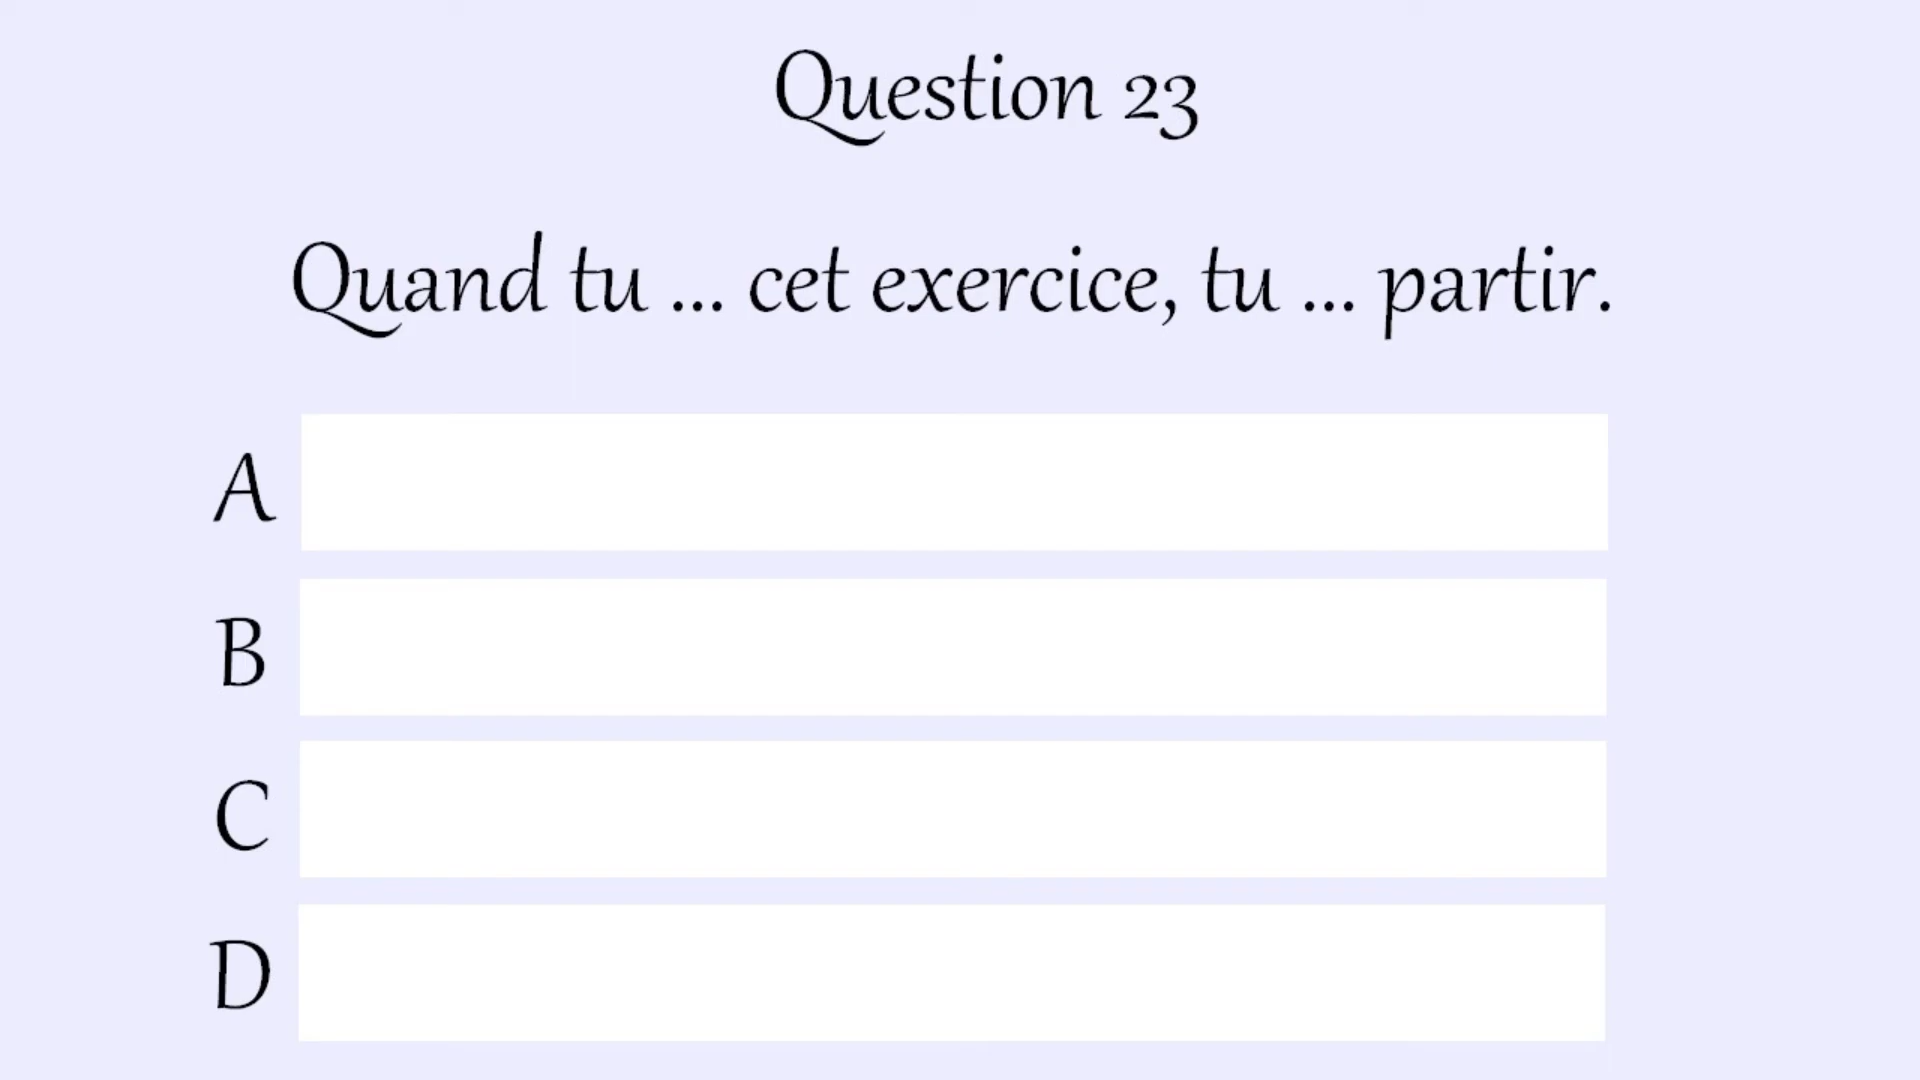 Question 23
Quand tu ... cet exercice, tu ... partir.
A
B
C
D